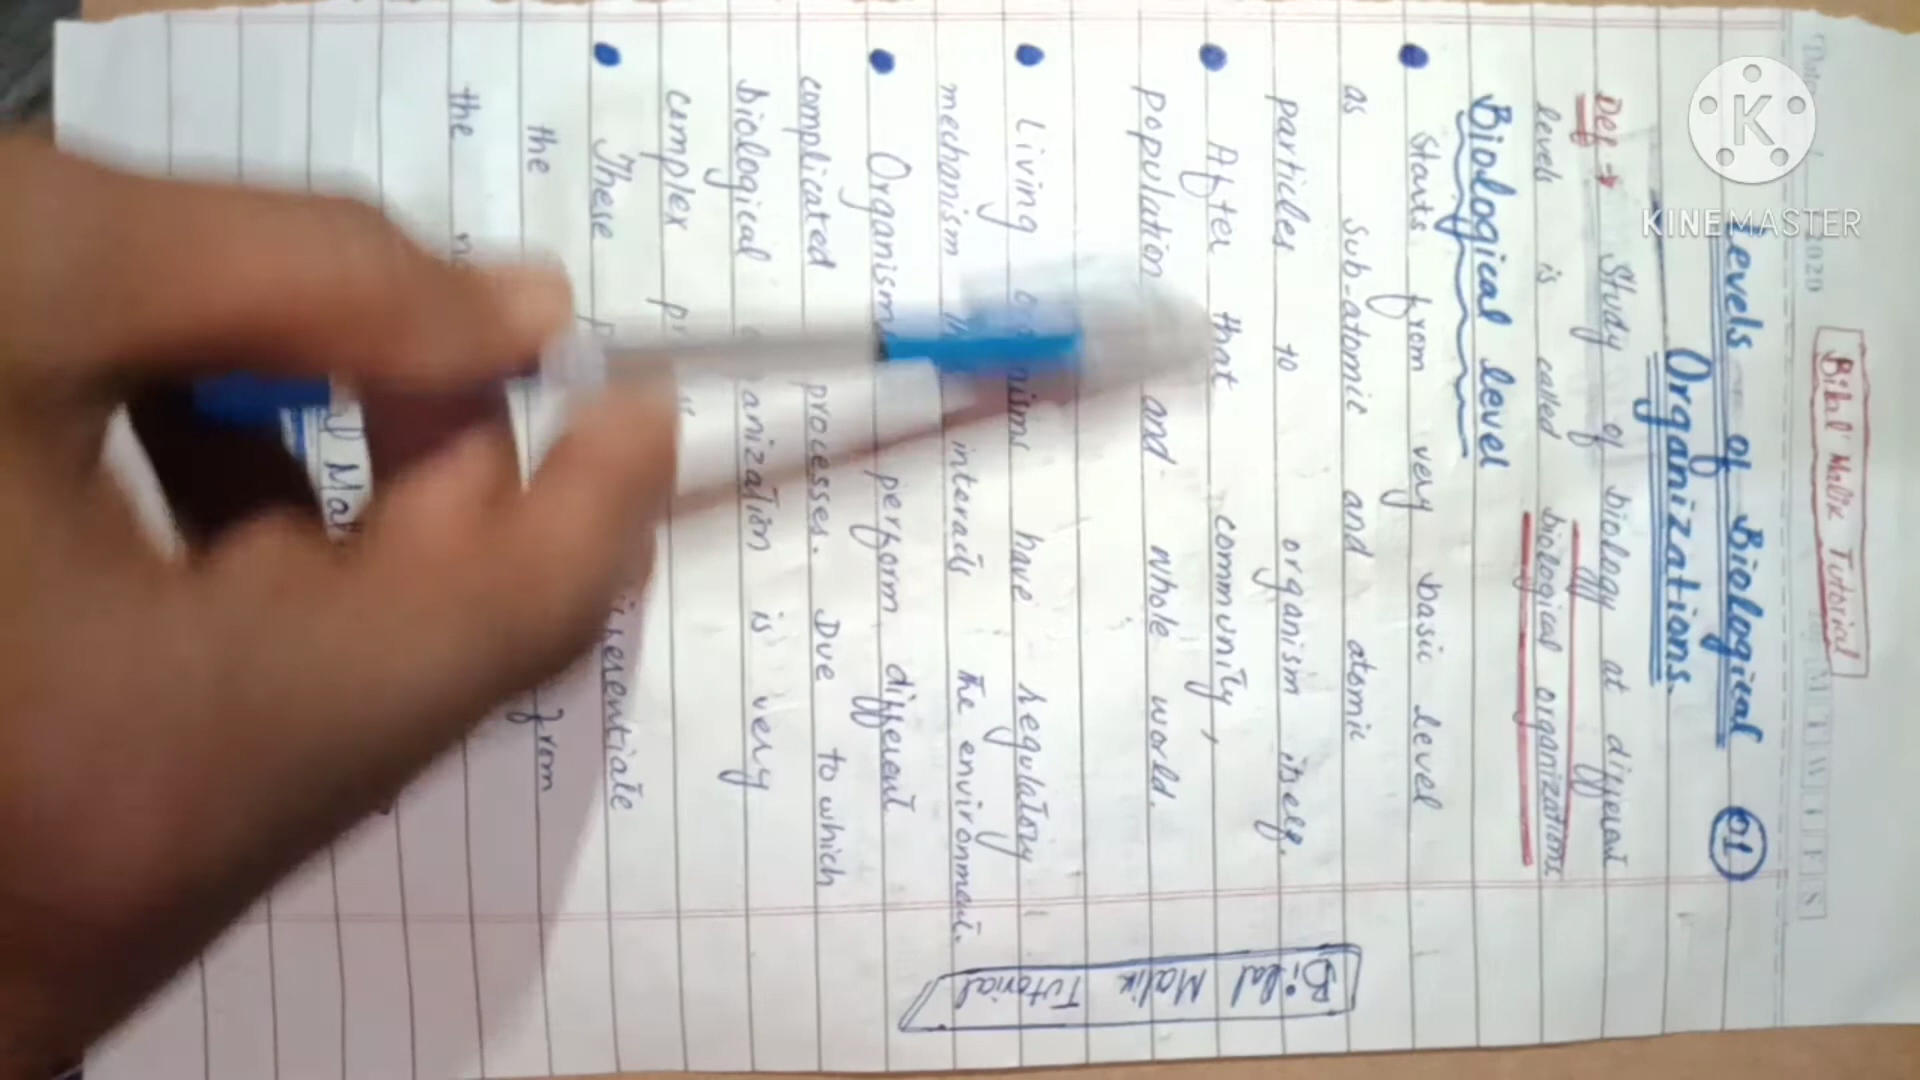 Bilal Malik Tutorial
2020
M T W T F S
Levels of Biological 01
Organizations.
Def → Study of biology at different
levels is called biological organizations
Biological level
Starts from very basic level
as sub-atomic and atomic
particles to organism itself.
After that community,
population and whole world.
Living have regulatory
mechanism interacts the environment.
Organism perform different
complicated processes. Due to which
biological is very
complex
These
the from
the
Bilal Malik Tutorial
KINEMASTER
K